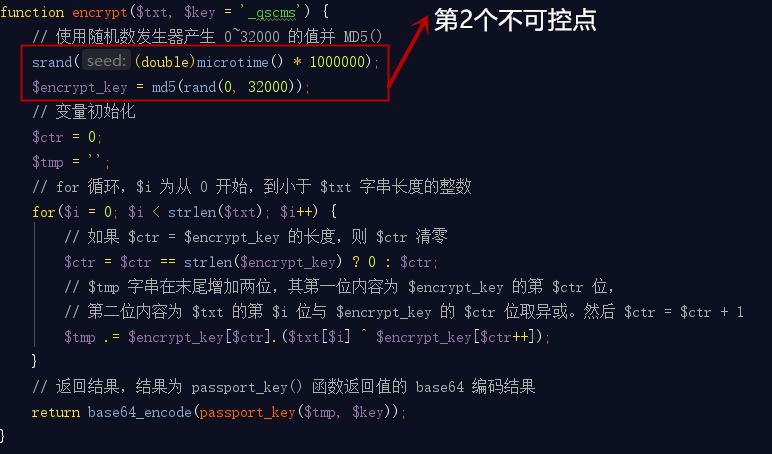 function encrypt($txt, $key = '_qscms') {
第2个不可控点
// 使用随机数发生器产生 0~32000 的值并 MD5()
srand( seed: (double)microtime() * 1000000);
$encrypt_key = md5(rand(0, 32000));
// 变量初始化
$ctr = 0;
$tmp = '';
// for 循环，$i 为从 0 开始，到小于 $txt 字串长度的整数
for($i = 0; $i < strlen($txt); $i++) {
// 如果 $ctr = $encrypt_key 的长度，则 $ctr 清零
$ctr = $ctr == strlen($encrypt_key) ? 0 : $ctr;
// $tmp 字串在末尾增加两位，其第一位内容为 $encrypt_key 的第 $ctr 位，
// 第二位内容为 $txt 的第 $i 位与 $encrypt_key 的 $ctr 位取异或。然后 $ctr = $ctr + 1
$tmp .= $encrypt_key[$ctr].($txt[$i] ^ $encrypt_key[$ctr++]);
}
// 返回结果，结果为 passport_key() 函数返回值的 base64 编码结果
return base64_encode(passport_key($tmp, $key));
}